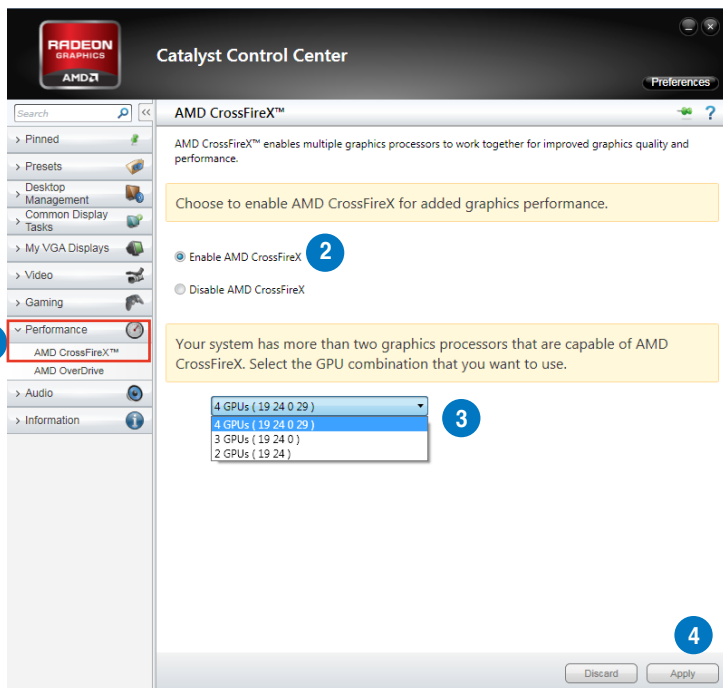 RADEON
GRAPHICS
AMD
Catalyst Control Center
Preferences
Search
AMD CrossFireX™
?
> Pinned
> Presets
> Desktop
Management
> Common Display
Tasks
> My VGA Displays
> Video
> Gaming
Performance
AMD CrossFireX™
AMD OverDrive
> Audio
> Information
AMD CrossFireX™ enables multiple graphics processors to work together for improved graphics quality and
performance.
Choose to enable AMD CrossFireX for added graphics performance.
Enable AMD CrossFireX
2
Disable AMD CrossFireX
Your system has more than two graphics processors that are capable of AMD
CrossFireX. Select the GPU combination that you want to use.
4 GPUs ( 19 24 0 29 )
4 GPUs ( 19 24 0 29 )
3 GPUs ( 19 24 0 )
2 GPUs ( 19 24 )
3
4
Discard
Apply